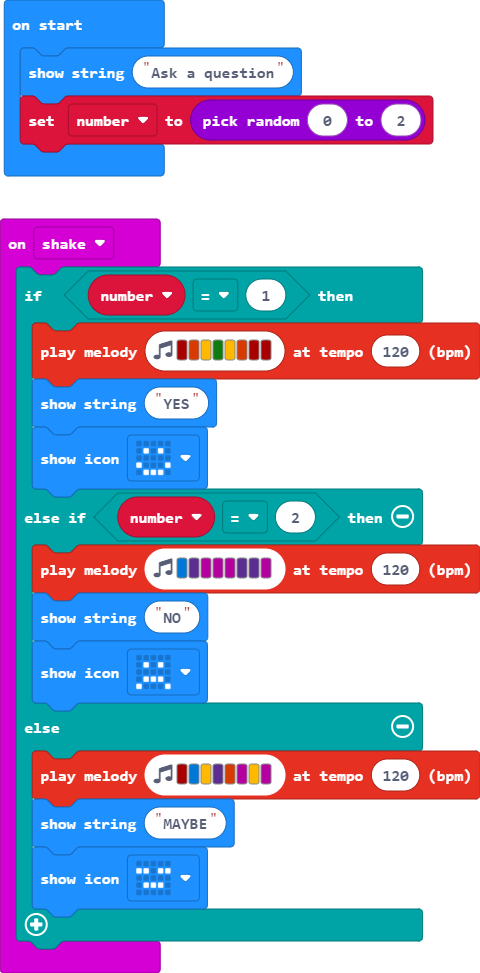 on start
show string "Ask a question"
set number to pick random 0 to 2
on shake
if number = 1 then
play melody at tempo 120 (bpm)
show string "YES"
show icon
else if number = 2 then
play melody at tempo 120 (bpm)
show string "NO"
show icon
else
play melody at tempo 120 (bpm)
show string "MAYBE"
show icon